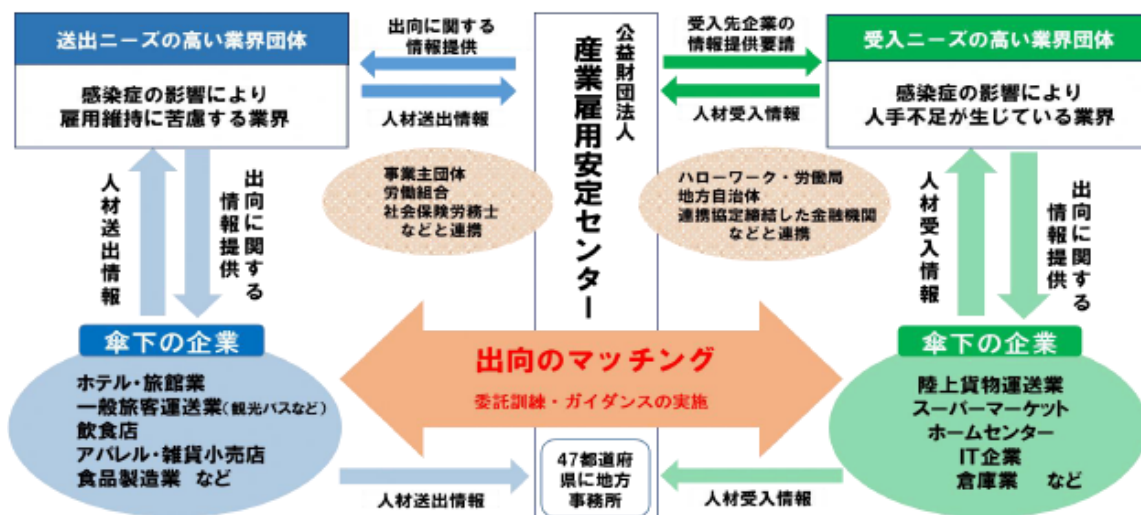 送出ニーズの高い業界団体
感染症の影響により
雇用維持に苦慮する業界
出向に関する
情報提供
人材送出情報
公益財団法人
産業雇用安定センター
受入先企業の
情報提供要請
人材受入情報
受入ニーズの高い業界団体
感染症の影響により
人手不足が生じている業界
事業主団体
労働組合
社会保険労務士
などと連携
ハローワーク・労働局
地方自治体
連携協定締結した金融機関
などと連携
人材送出情報
出向に関する
情報提供
人材受入情報
出向に関する
情報提供
傘下の企業
ホテル・旅館業
一般旅客運送業(観光バスなど)
飲食店
アパレル・雑貨小売店
食品製造業 など
出向のマッチング
委託訓練・ガイダンスの実施
傘下の企業
陸上貨物運送業
スーパーマーケット
ホームセンター
IT企業
倉庫業 など
人材送出情報
47都道府
県に地方
事務所
人材受入情報